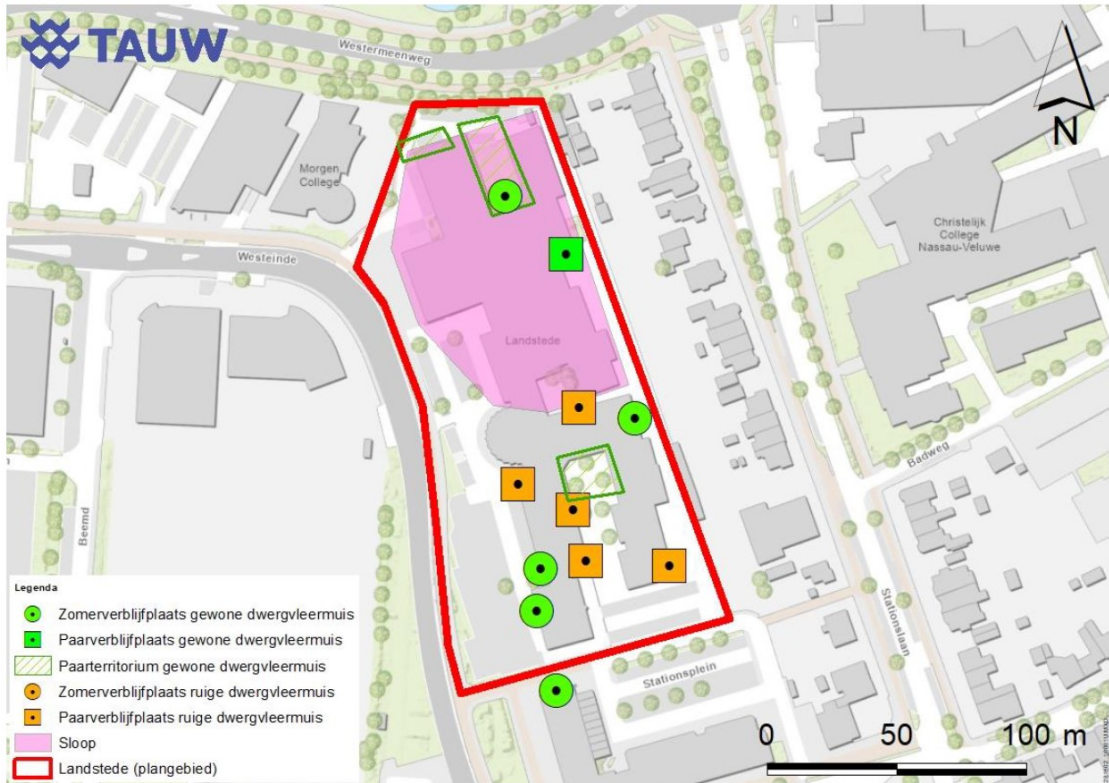 TAUW
Westermeenweg
N
Morgen
College
Christelijk
College
Nassau-Veluwe
Westeinde
Landstede
Badweg
Beemd
Stationslaan
Stationsplein
Legenda
Zomerverblijfplaats gewone dwergvleermuis
Paarverblijfplaats gewone dwergvleermuis
Paarterritorium gewone dwergvleermuis
Zomerverblijfplaats ruige dwergvleermuis
Paarverblijfplaats ruige dwergvleermuis
Sloop
Landstede (plangebied)
0 50 100 m